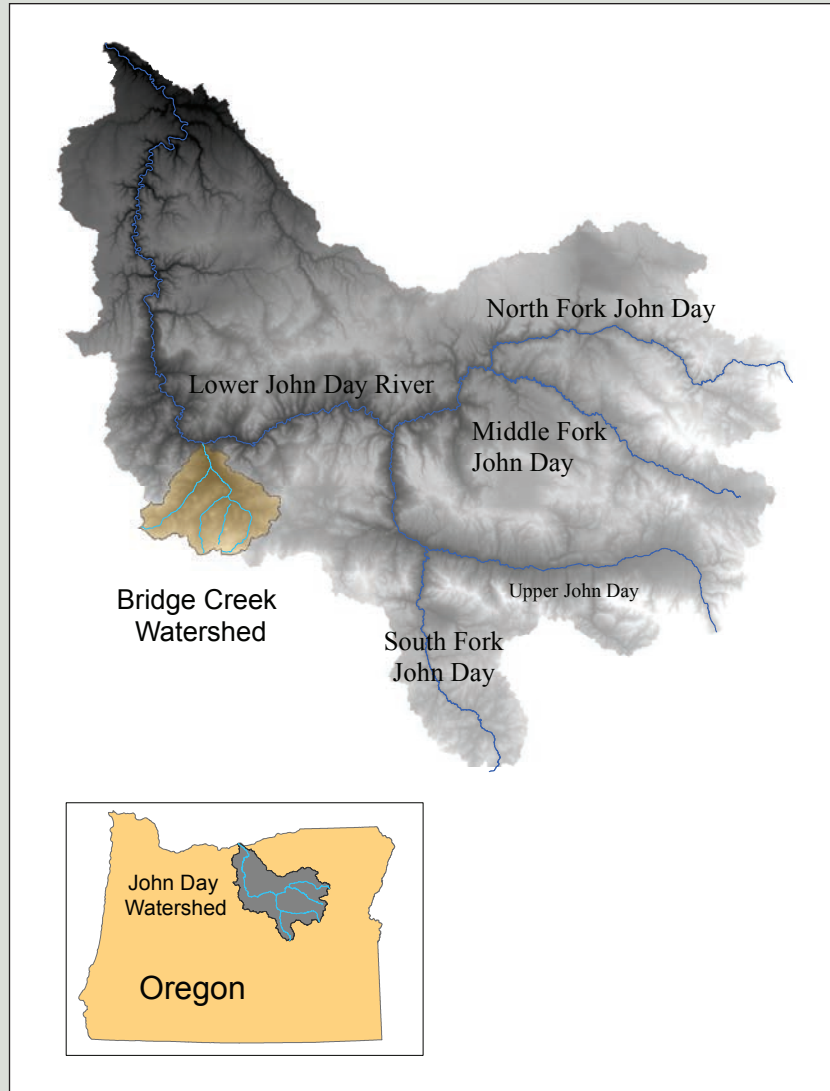 North Fork John Day
Lower John Day River
Middle Fork
John Day
Upper John Day
Bridge Creek
Watershed
South Fork
John Day
John Day
Watershed
Oregon